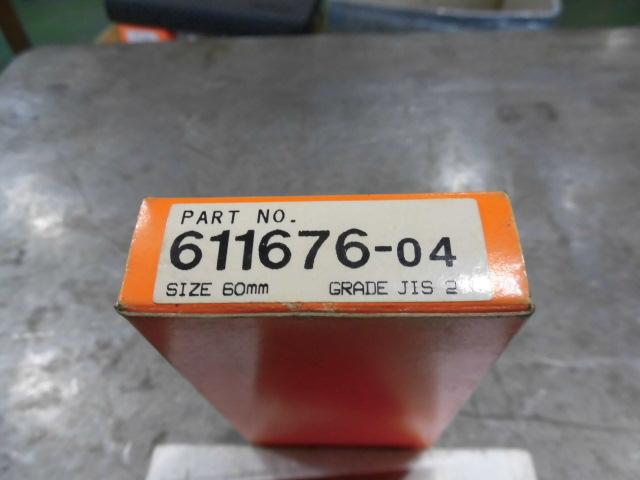 PART NO.
611676-04
SIZE 60mm GRADE JIS 2